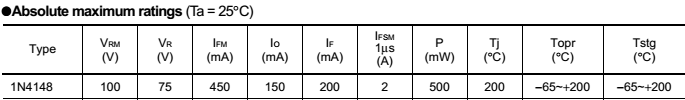 ●Absolute maximum ratings (Ta = 25°C)
Type VRM (V) VR (V) IFM (mA) Io (mA) IF (mA) IFSM 1μs (A) P (mW) Tj (°C) Topr (°C) Tstg (°C)
1N4148 100 75 450 150 200 2 500 200 −65~+200 −65~+200